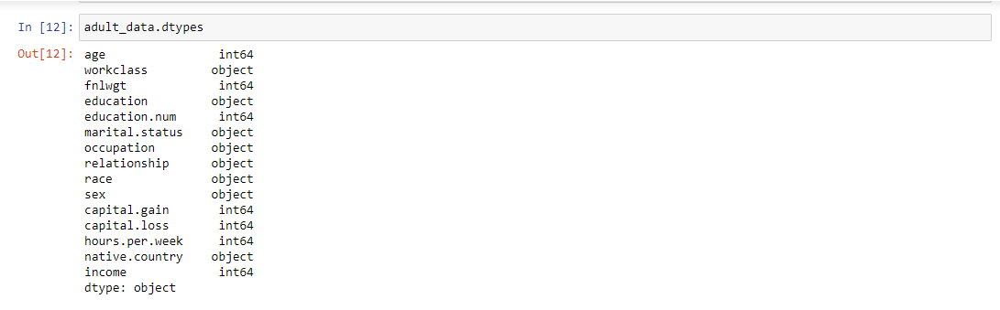 In [12]: adult_data.dtypes
Out[12]: age int64
workclass object
fnlwgt int64
education object
education.num int64
marital.status object
occupation object
relationship object
race object
sex object
capital.gain int64
capital.loss int64
hours.per.week int64
native.country object
income int64
dtype: object